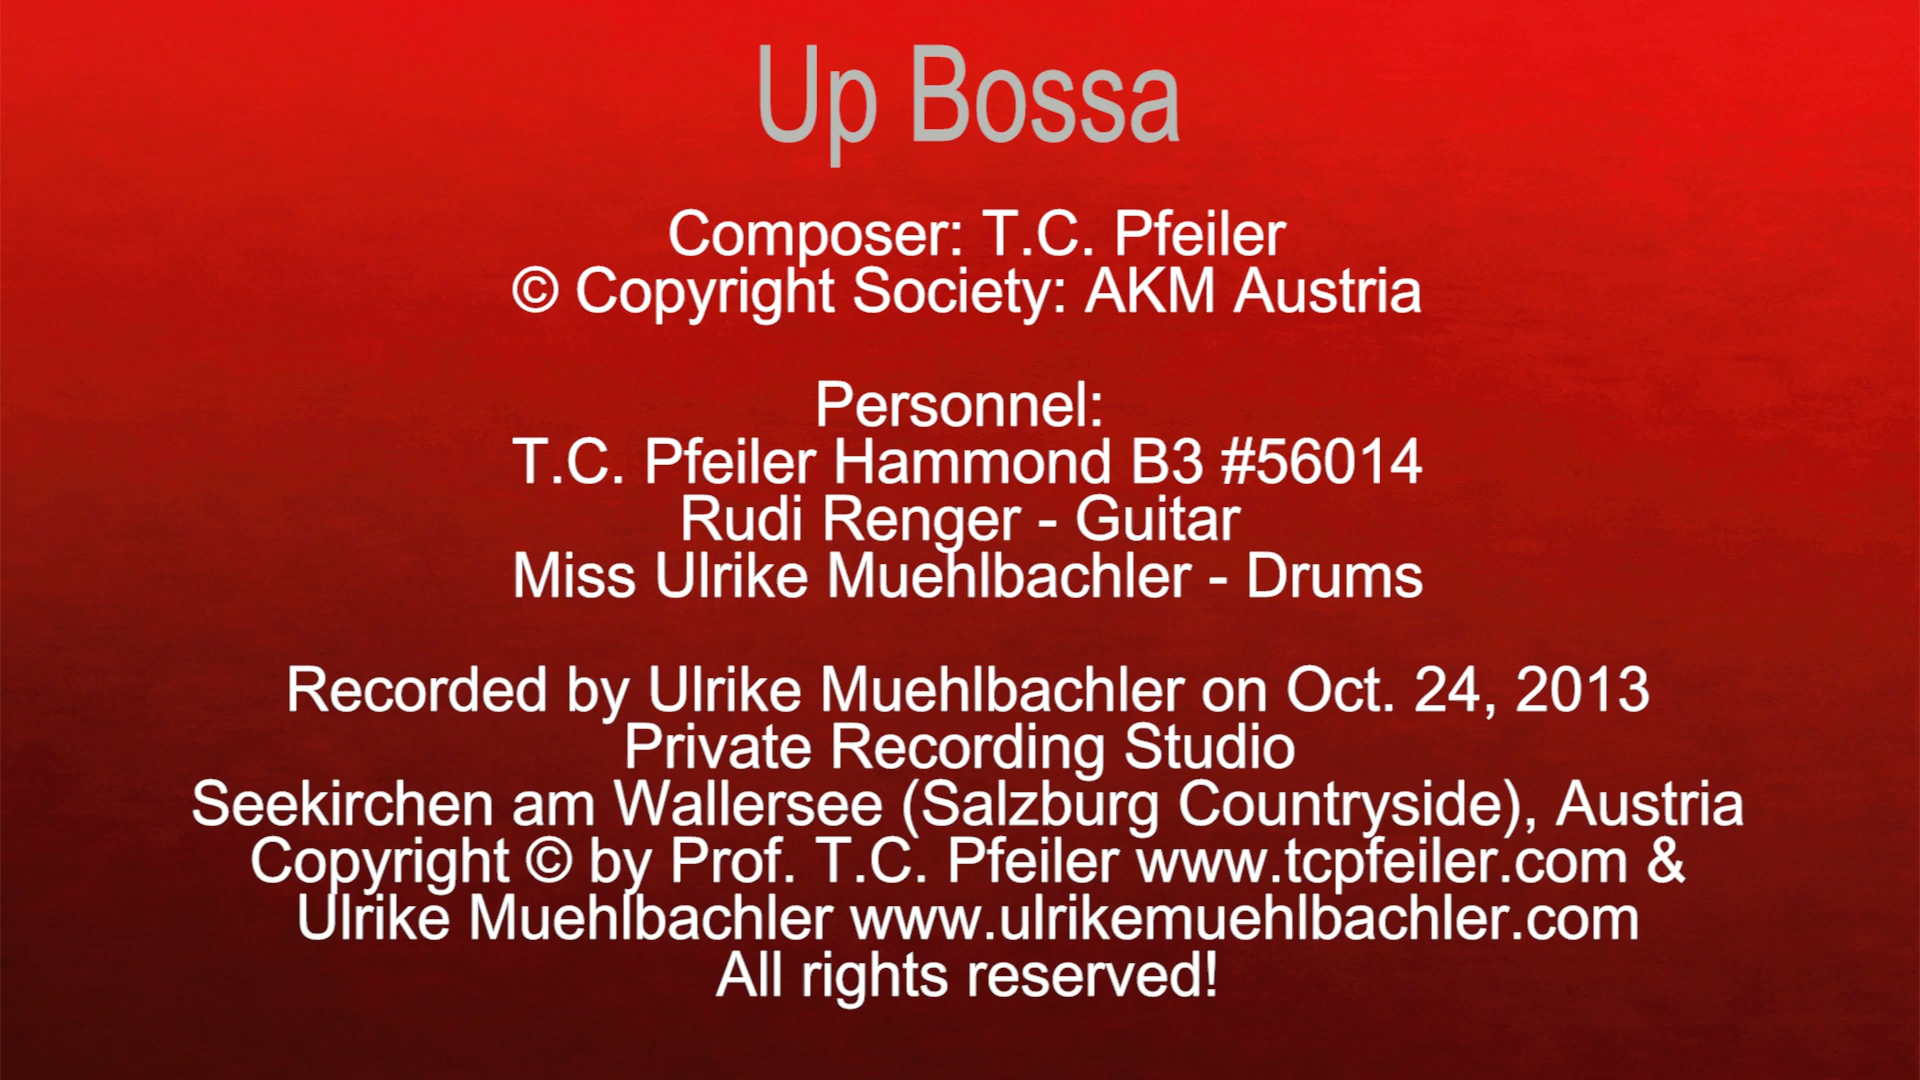 Up Bossa
Composer: T.C. Pfeiler
© Copyright Society: AKM Austria
Personnel:
T.C. Pfeiler Hammond B3 #56014
Rudi Renger - Guitar
Miss Ulrike Muehlbachler - Drums
Recorded by Ulrike Muehlbachler on Oct. 24, 2013
Private Recording Studio
Seekirchen am Wallersee (Salzburg Countryside), Austria
Copyright © by Prof. T.C. Pfeiler www.tcpfeiler.com &
Ulrike Muehlbachler www.ulrikemuehlbachler.com
All rights reserved!